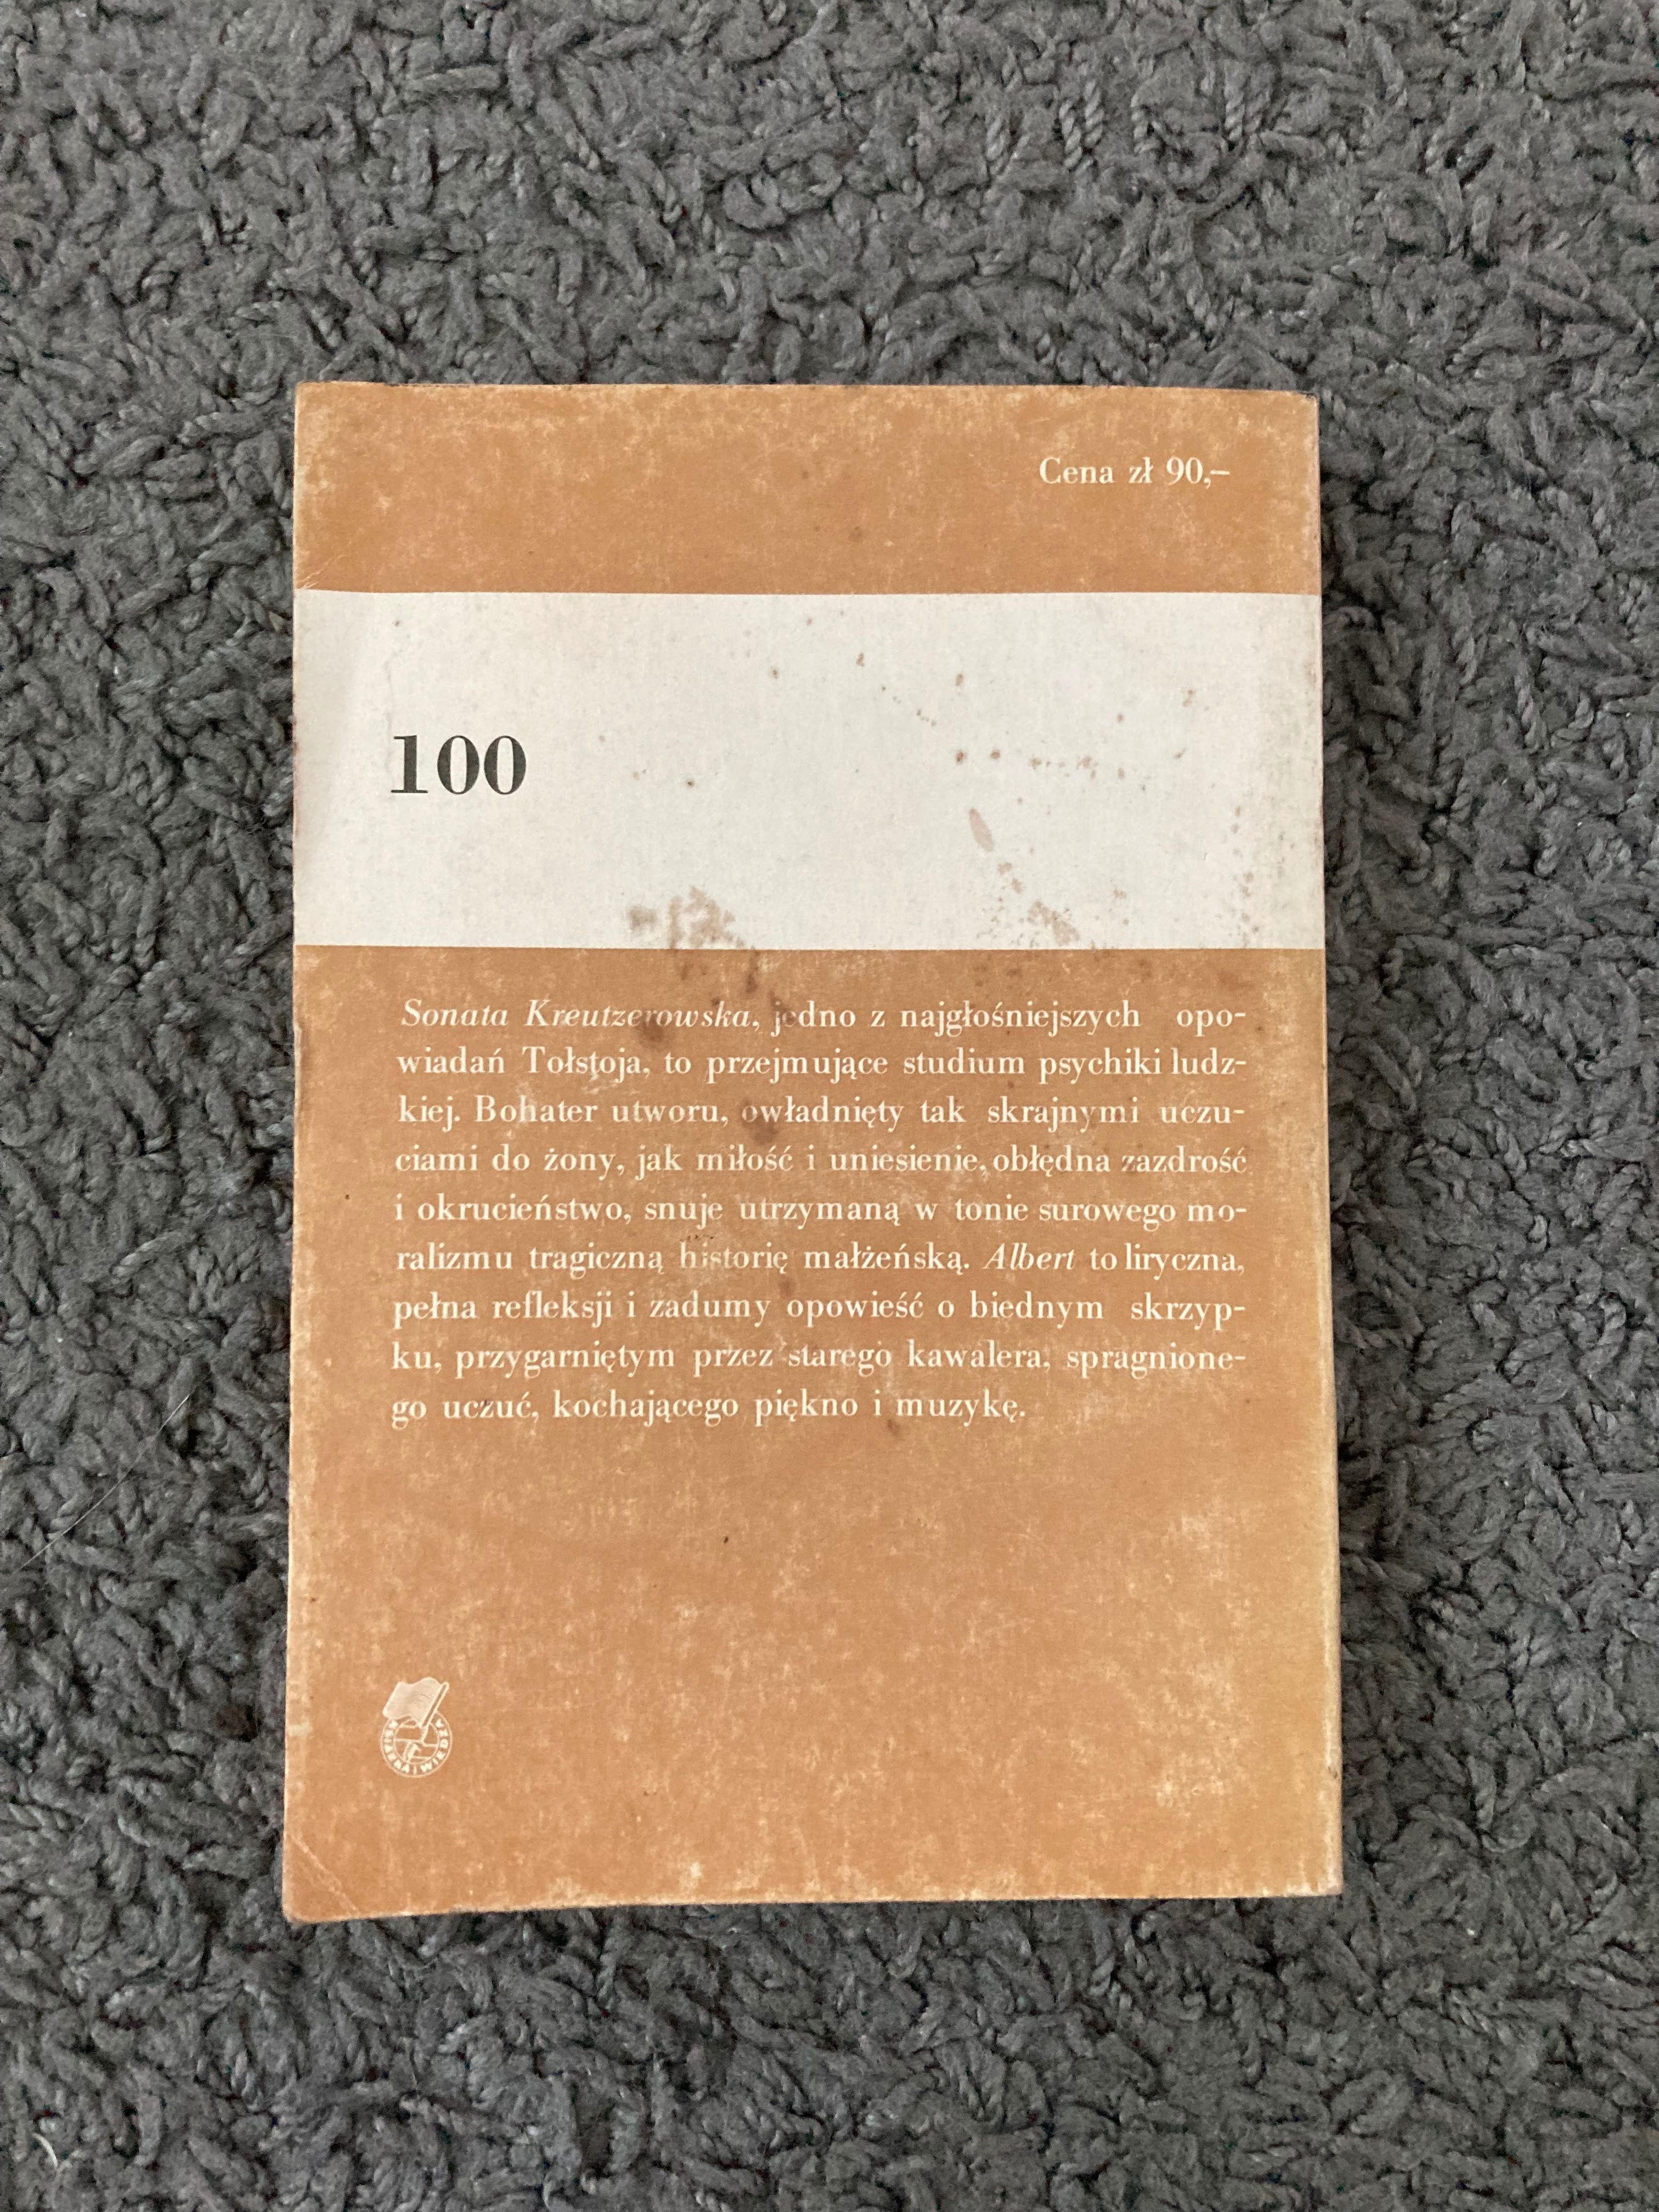 Cena zł 90,–
100
Sonata Kreutzerowska, jedno z najgłośniejszych opo-
wiadań Tołstoja, to przejmujące studium psychiki ludz-
kiej. Bohater utworu, owładnięty tak skrajnymi uczu-
ciami do żony, jak miłość i uniesienie, obłędna zazdrość
i okrucieństwo, snuje utrzymaną w tonie surowego mo-
ralizmu tragiczną historię małżeńską. Albert to liryczna,
pełna refleksji i zadumy opowieść o biednym skrzyp-
ku, przygarniętym przez starego kawalera, spragnione-
go uczuć, kochającego piękno i muzykę.
KSIĄŻKA I WIEDZA